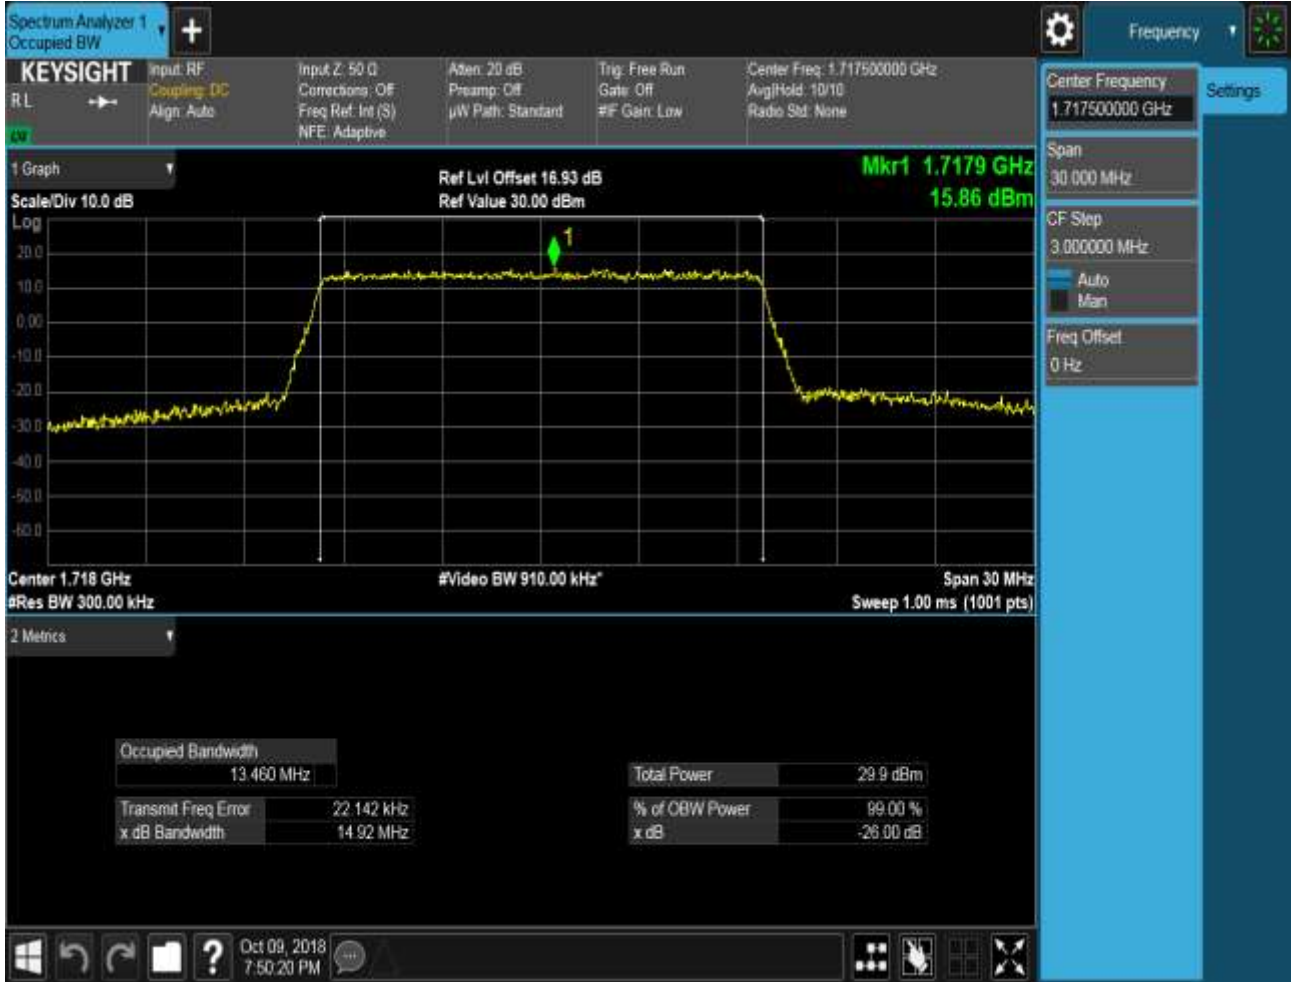 Spectrum Analyzer 1
Occupied BW
Frequency
KEYSIGHT
RL
LXI
Input: RF
Coupling: DC
Align: Auto
Input Z: 50 Ω
Corrections: Off
Freq Ref: Int (S)
NFE: Adaptive
Atten: 20 dB
Preamp: Off
µW Path: Standard
Trig: Free Run
Gate: Off
#IF Gain: Low
Center Freq: 1.717500000 GHz
Avg|Hold: 10/10
Radio Std: None
Center Frequency
1.717500000 GHz
Settings
Span
30.000 MHz
CF Step
3.000000 MHz
Auto
Man
Freq Offset
0 Hz
1 Graph
Scale/Div 10.0 dB
Ref Lvl Offset 16.93 dB
Ref Value 30.00 dBm
Mkr1 1.7179 GHz
15.86 dBm
Log
20.0
10.0
0.00
-10.0
-20.0
-30.0
-40.0
-50.0
-60.0
1
Center 1.718 GHz
#Res BW 300.00 kHz
#Video BW 910.00 kHz*
Span 30 MHz
Sweep 1.00 ms (1001 pts)
2 Metrics
Occupied Bandwidth
13.460 MHz
Transmit Freq Error 22.142 kHz
x dB Bandwidth 14.92 MHz
Total Power 29.9 dBm
% of OBW Power 99.00 %
x dB -26.00 dB
?
Oct 09, 2018
7:50:20 PM